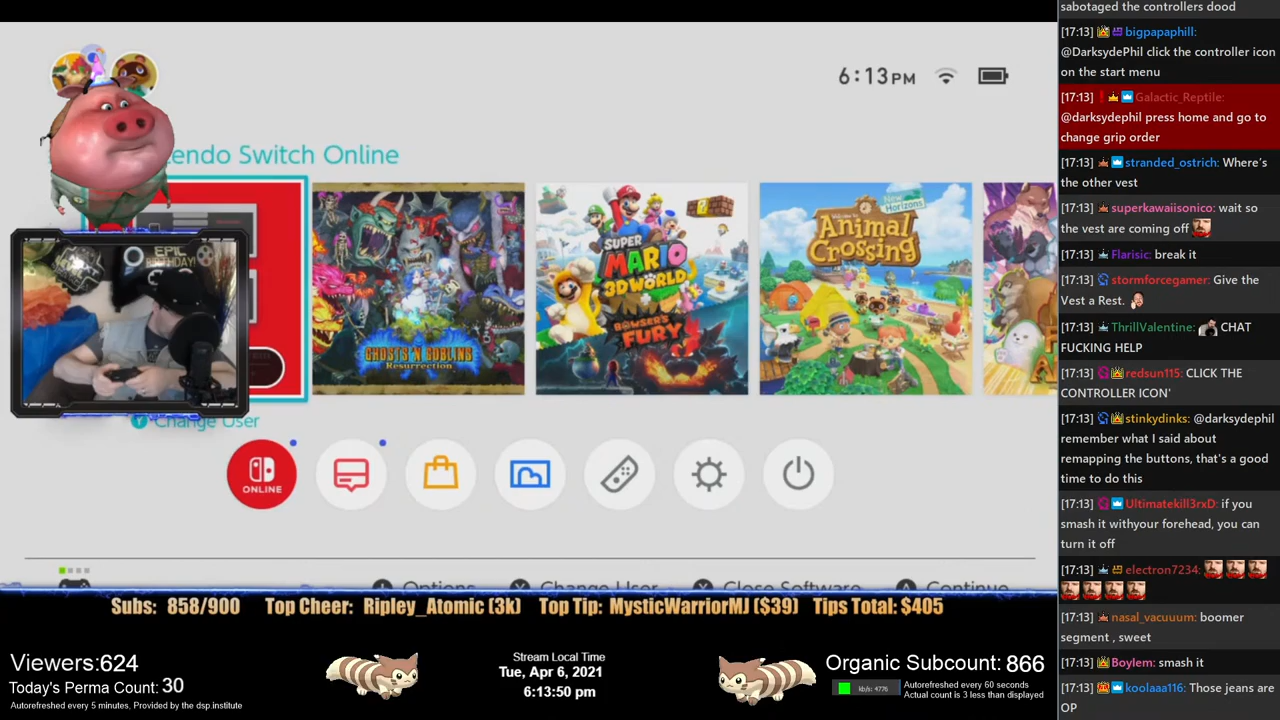 sabotaged the controllers dood
[17:13] bigpapaphill:
@DarksydePhil click the controller icon
on the start menu
[17:13] Galactic_Reptile:
@darksydephil press home and go to
change grip order
[17:13] stranded_ostrich: Where's
the other vest
[17:13] superkawaiisonico: wait so
the vest are coming off
[17:13] Flarisic: break it
[17:13] stormforcegamer: Give the
Vest a Rest.
[17:13] ThrillValentine: CHAT
FUCKING HELP
[17:13] redsun115: CLICK THE
CONTROLLER ICON'
[17:13] stinkydinks: @darksydephil
remember what I said about
remapping the buttons, that's a good
time to do this
[17:13] Ultimatekill3rxD: if you
smash it withyour forehead, you can
turn it off
[17:13] electron7234:
[17:13] nasal_vacuum: boomer
segment , sweet
[17:13] Boylem: smash it
[17:13] koolaaa116: Those jeans are
OP
6:13PM
tendo Switch Online
GHOSTS 'N GOBLINS
Resurrection
SUPER
MARIO
3D WORLD
BOWSER'S
FURY
Welcome to
Animal
Crossing
New
Horizons
EPIC
BIRTHDAY!
Y Change User
ONLINE
Options
Change User
X Close Software
A Continue
Subs: 858/900 Top Cheer: Ripley_Atomic (3k) Top Tip: MysticWarriorMJ ($39) Tips Total: $405
Viewers:624
Today's Perma Count: 30
Autorefreshed every 5 minutes. Provided by the dsp.institute
Stream Local Time
Tue, Apr 6, 2021
6:13:50 pm
Organic Subcount: 866
kb/s: 4776
Autorefreshed every 60 seconds
Actual count is 3 less than displayed